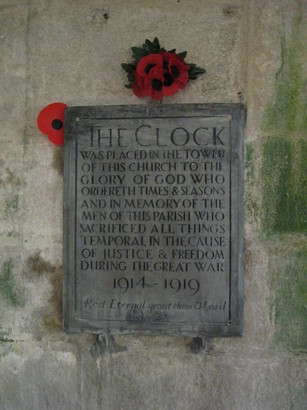 THE CLOCK
WAS PLACED IN THE TOWER
OF THIS CHURCH TO THE
GLORY OF GOD WHO
ORDERETH TIMES & SEASONS
AND IN MEMORY OF THE
MEN OF THIS PARISH WHO
SACRIFICED ALL THINGS
TEMPORAL IN THE CAUSE
OF JUSTICE & FREEDOM
DURING THE GREAT WAR
1914 - 1919
Rest Eternal grant them O Lord